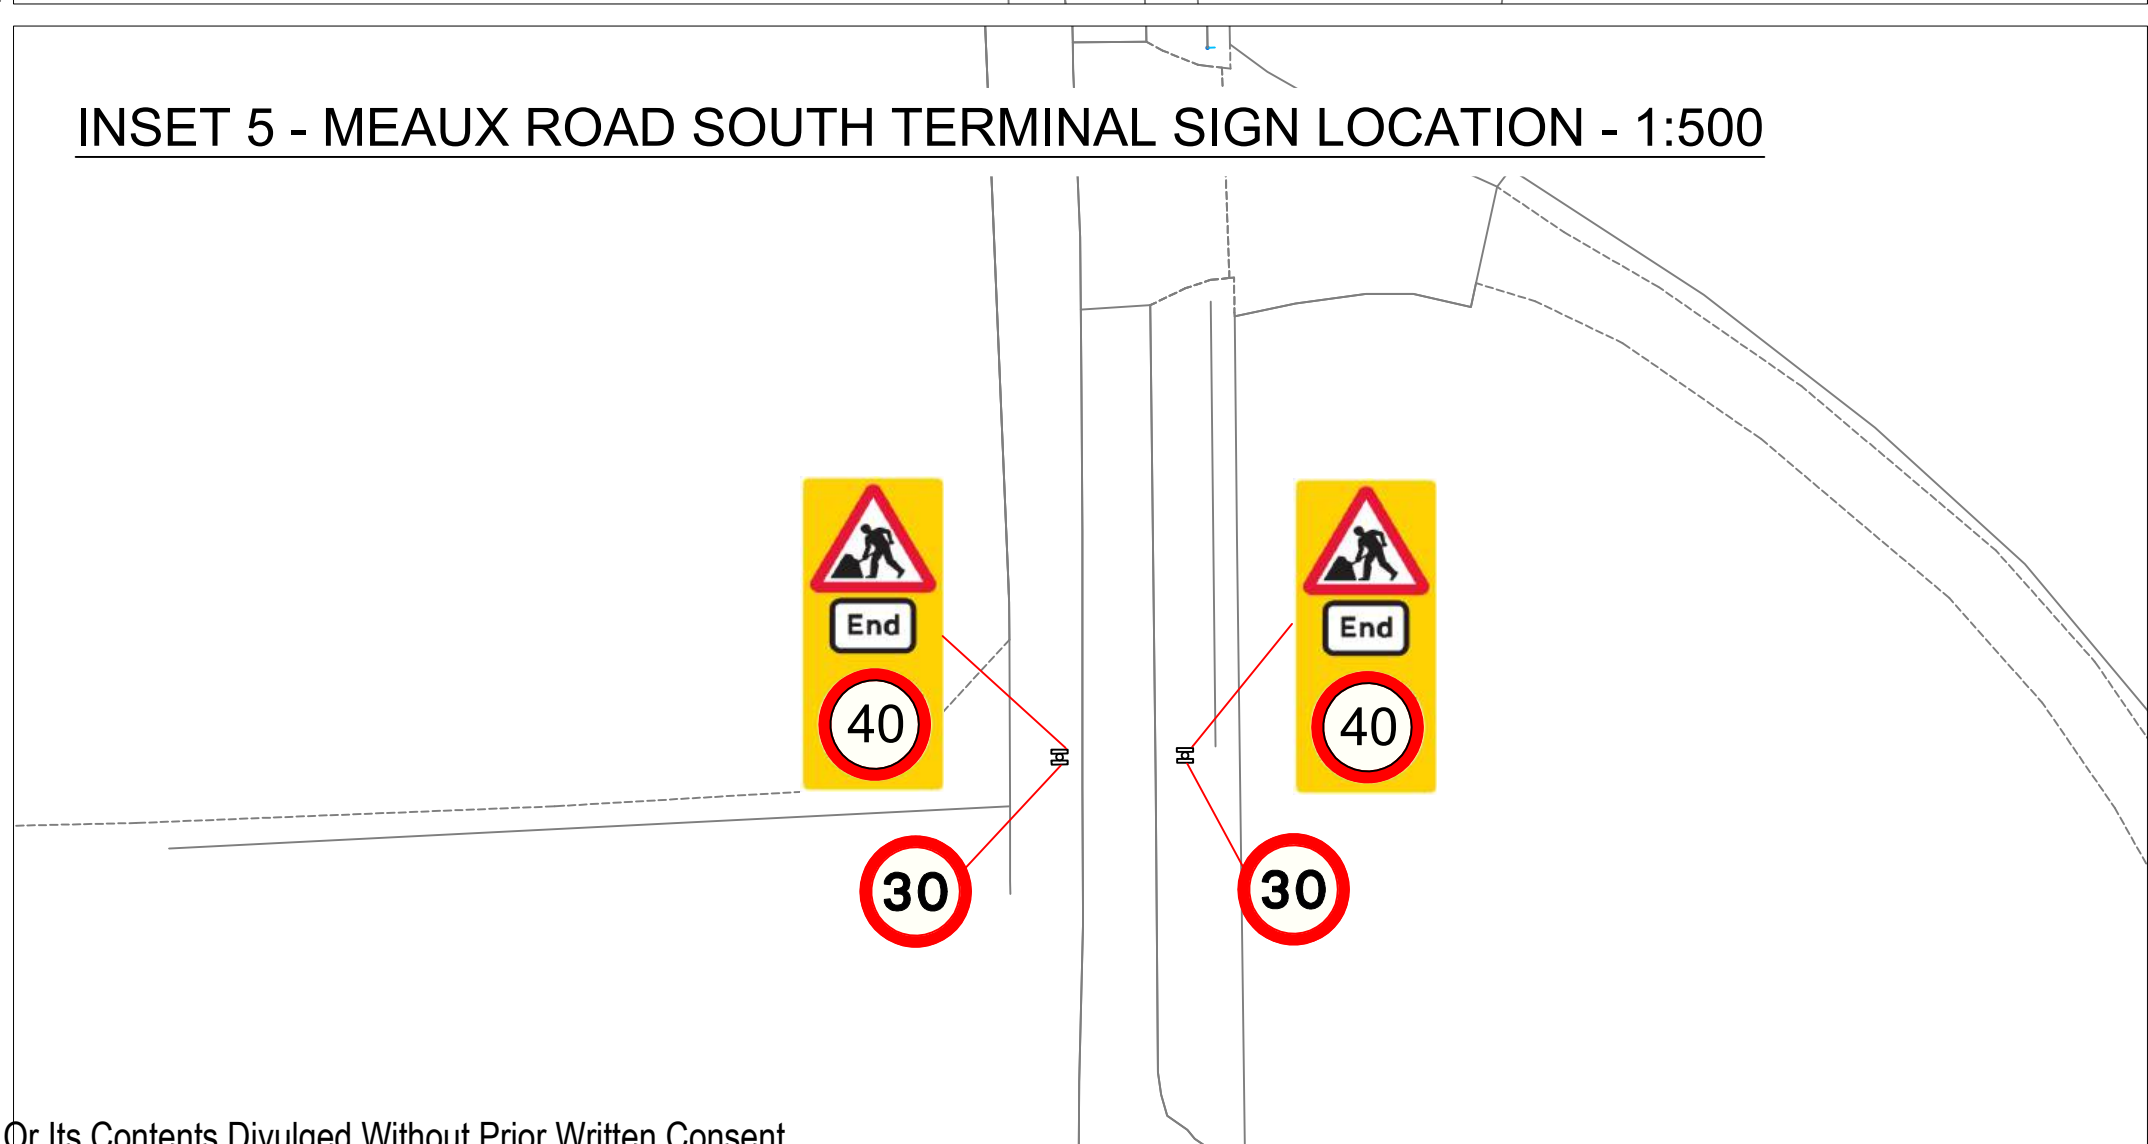 INSET 5 - MEAUX ROAD SOUTH TERMINAL SIGN LOCATION - 1:500
End
40
End
40
30
30
Or Its Contents Divulged Without Prior Written Consent